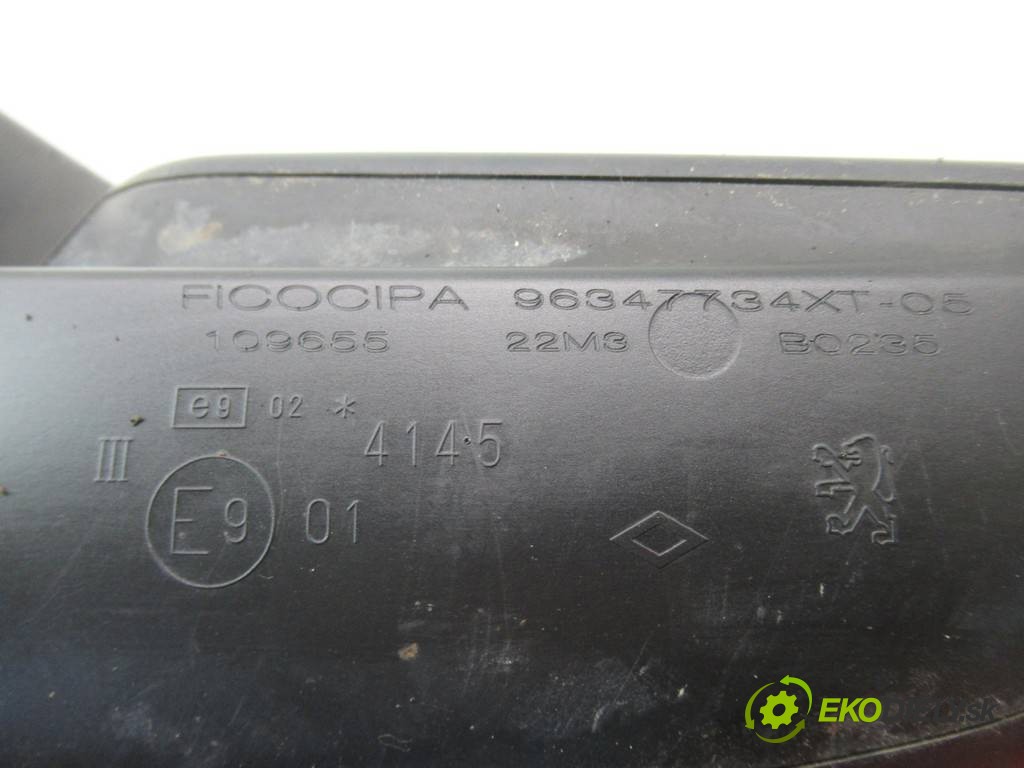 FICOCIPA 96347734XT-05
109655 22M3 B0235
e9 02 *
III 4145
E9 01
EKO